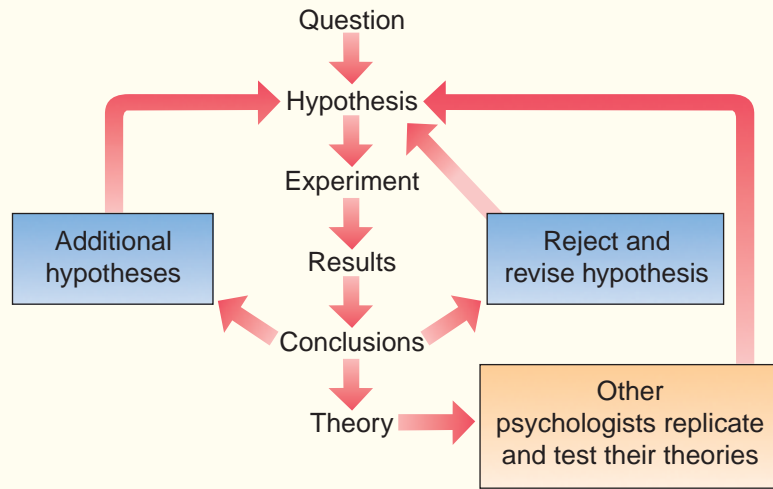 Question
Hypothesis
Experiment
Additional
hypotheses
Reject and
revise hypothesis
Results
Conclusions
Theory
Other
psychologists replicate
and test their theories